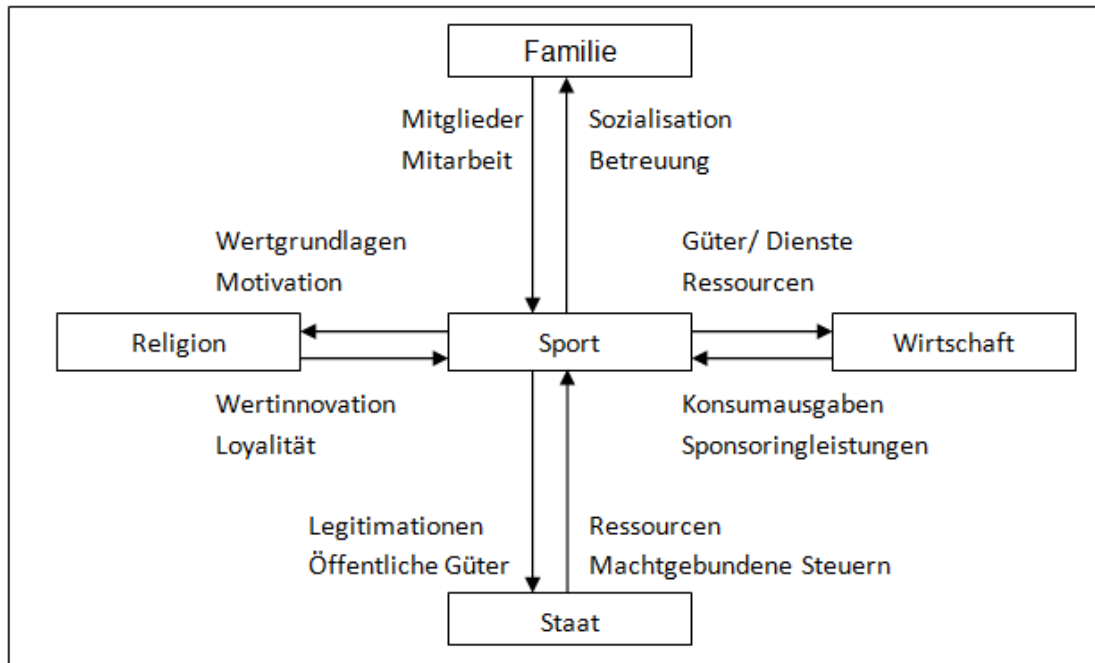 Familie
Mitglieder
Mitarbeit
Sozialisation
Betreuung
Wertgrundlagen
Motivation
Güter/ Dienste
Ressourcen
Religion
Sport
Wirtschaft
Wertinnovation
Loyalität
Konsumausgaben
Sponsoringleistungen
Legitimationen
Öffentliche Güter
Ressourcen
Machtgebundene Steuern
Staat